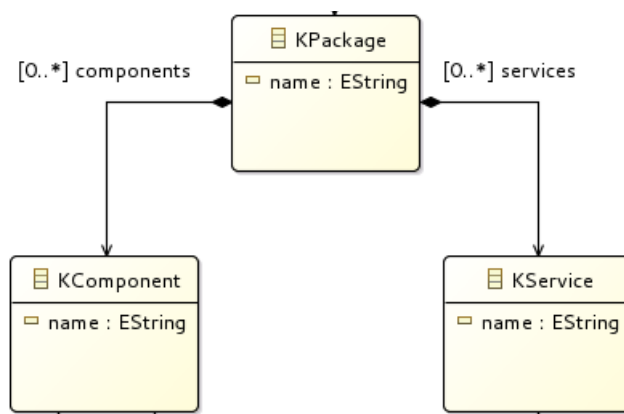 KPackage
[0..*] components
[0..*] services
name : EString
KComponent
KService
name : EString
name : EString